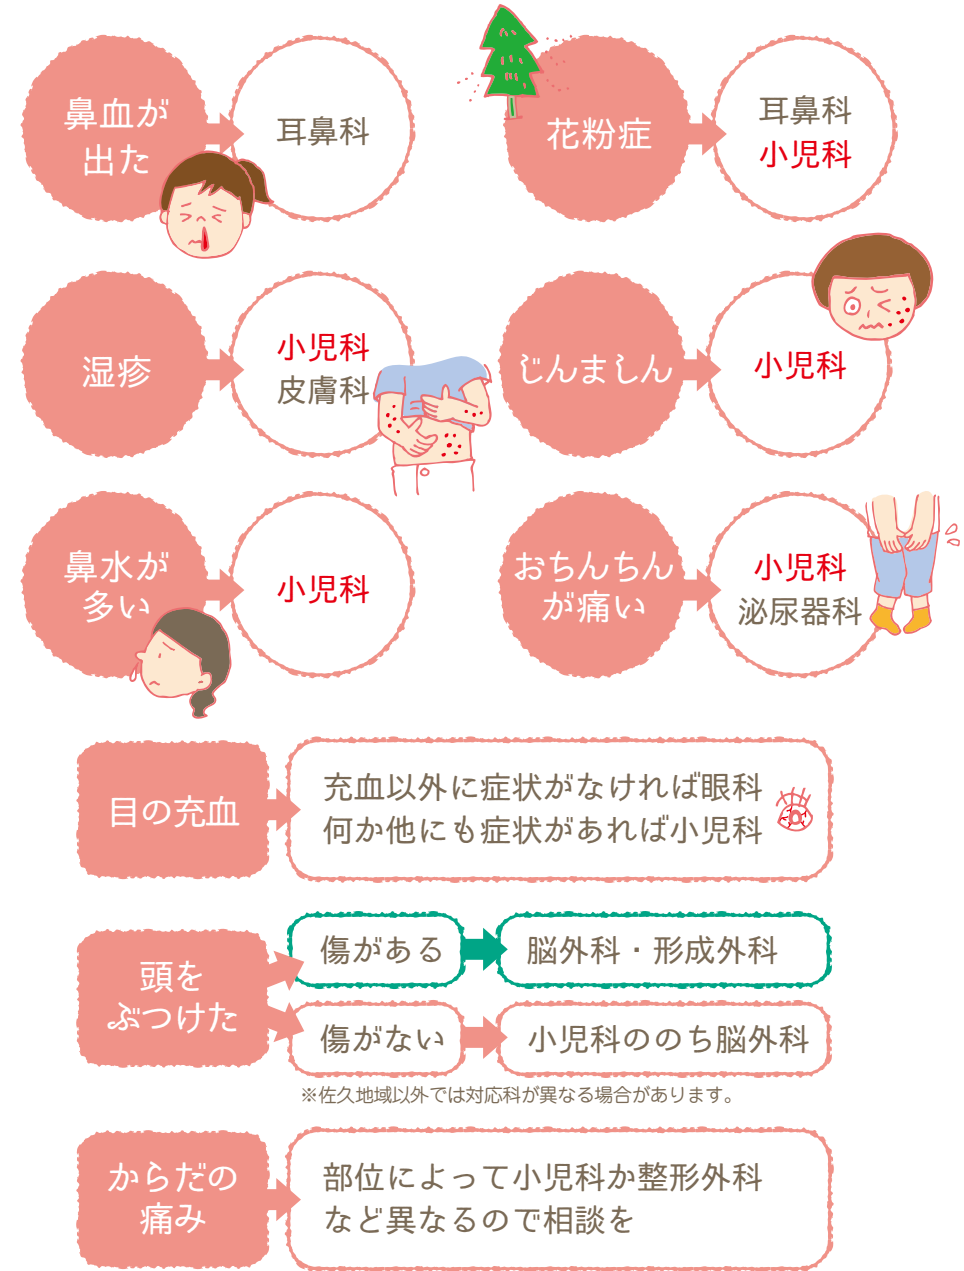 鼻血が
出た
耳鼻科
花粉症
耳鼻科
小児科
湿疹
小児科
皮膚科
じんましん
小児科
鼻水が
多い
小児科
おちんちん
が痛い
小児科
泌尿器科
目の充血
充血以外に症状がなければ眼科
何か他にも症状があれば小児科
頭を
ぶつけた
傷がある
脳外科・形成外科
傷がない
小児科ののち脳外科
※佐久地域以外では対応科が異なる場合があります。
からだの
痛み
部位によって小児科か整形外科
など異なるので相談を